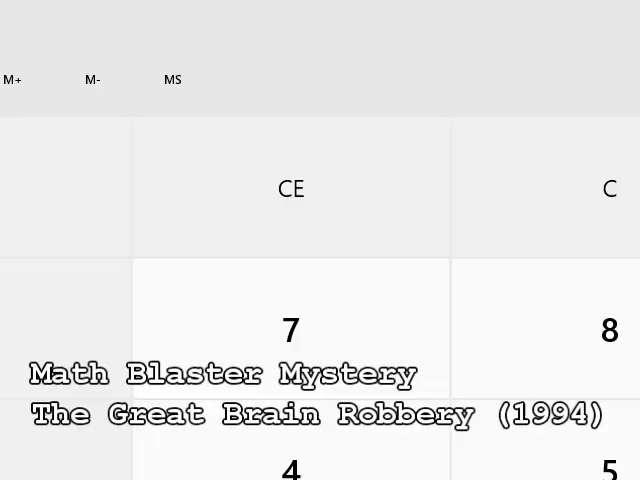 M+ M- MS
CE C
7 8
Math Blaster Mystery
The Great Brain Robbery (1994)
4 5